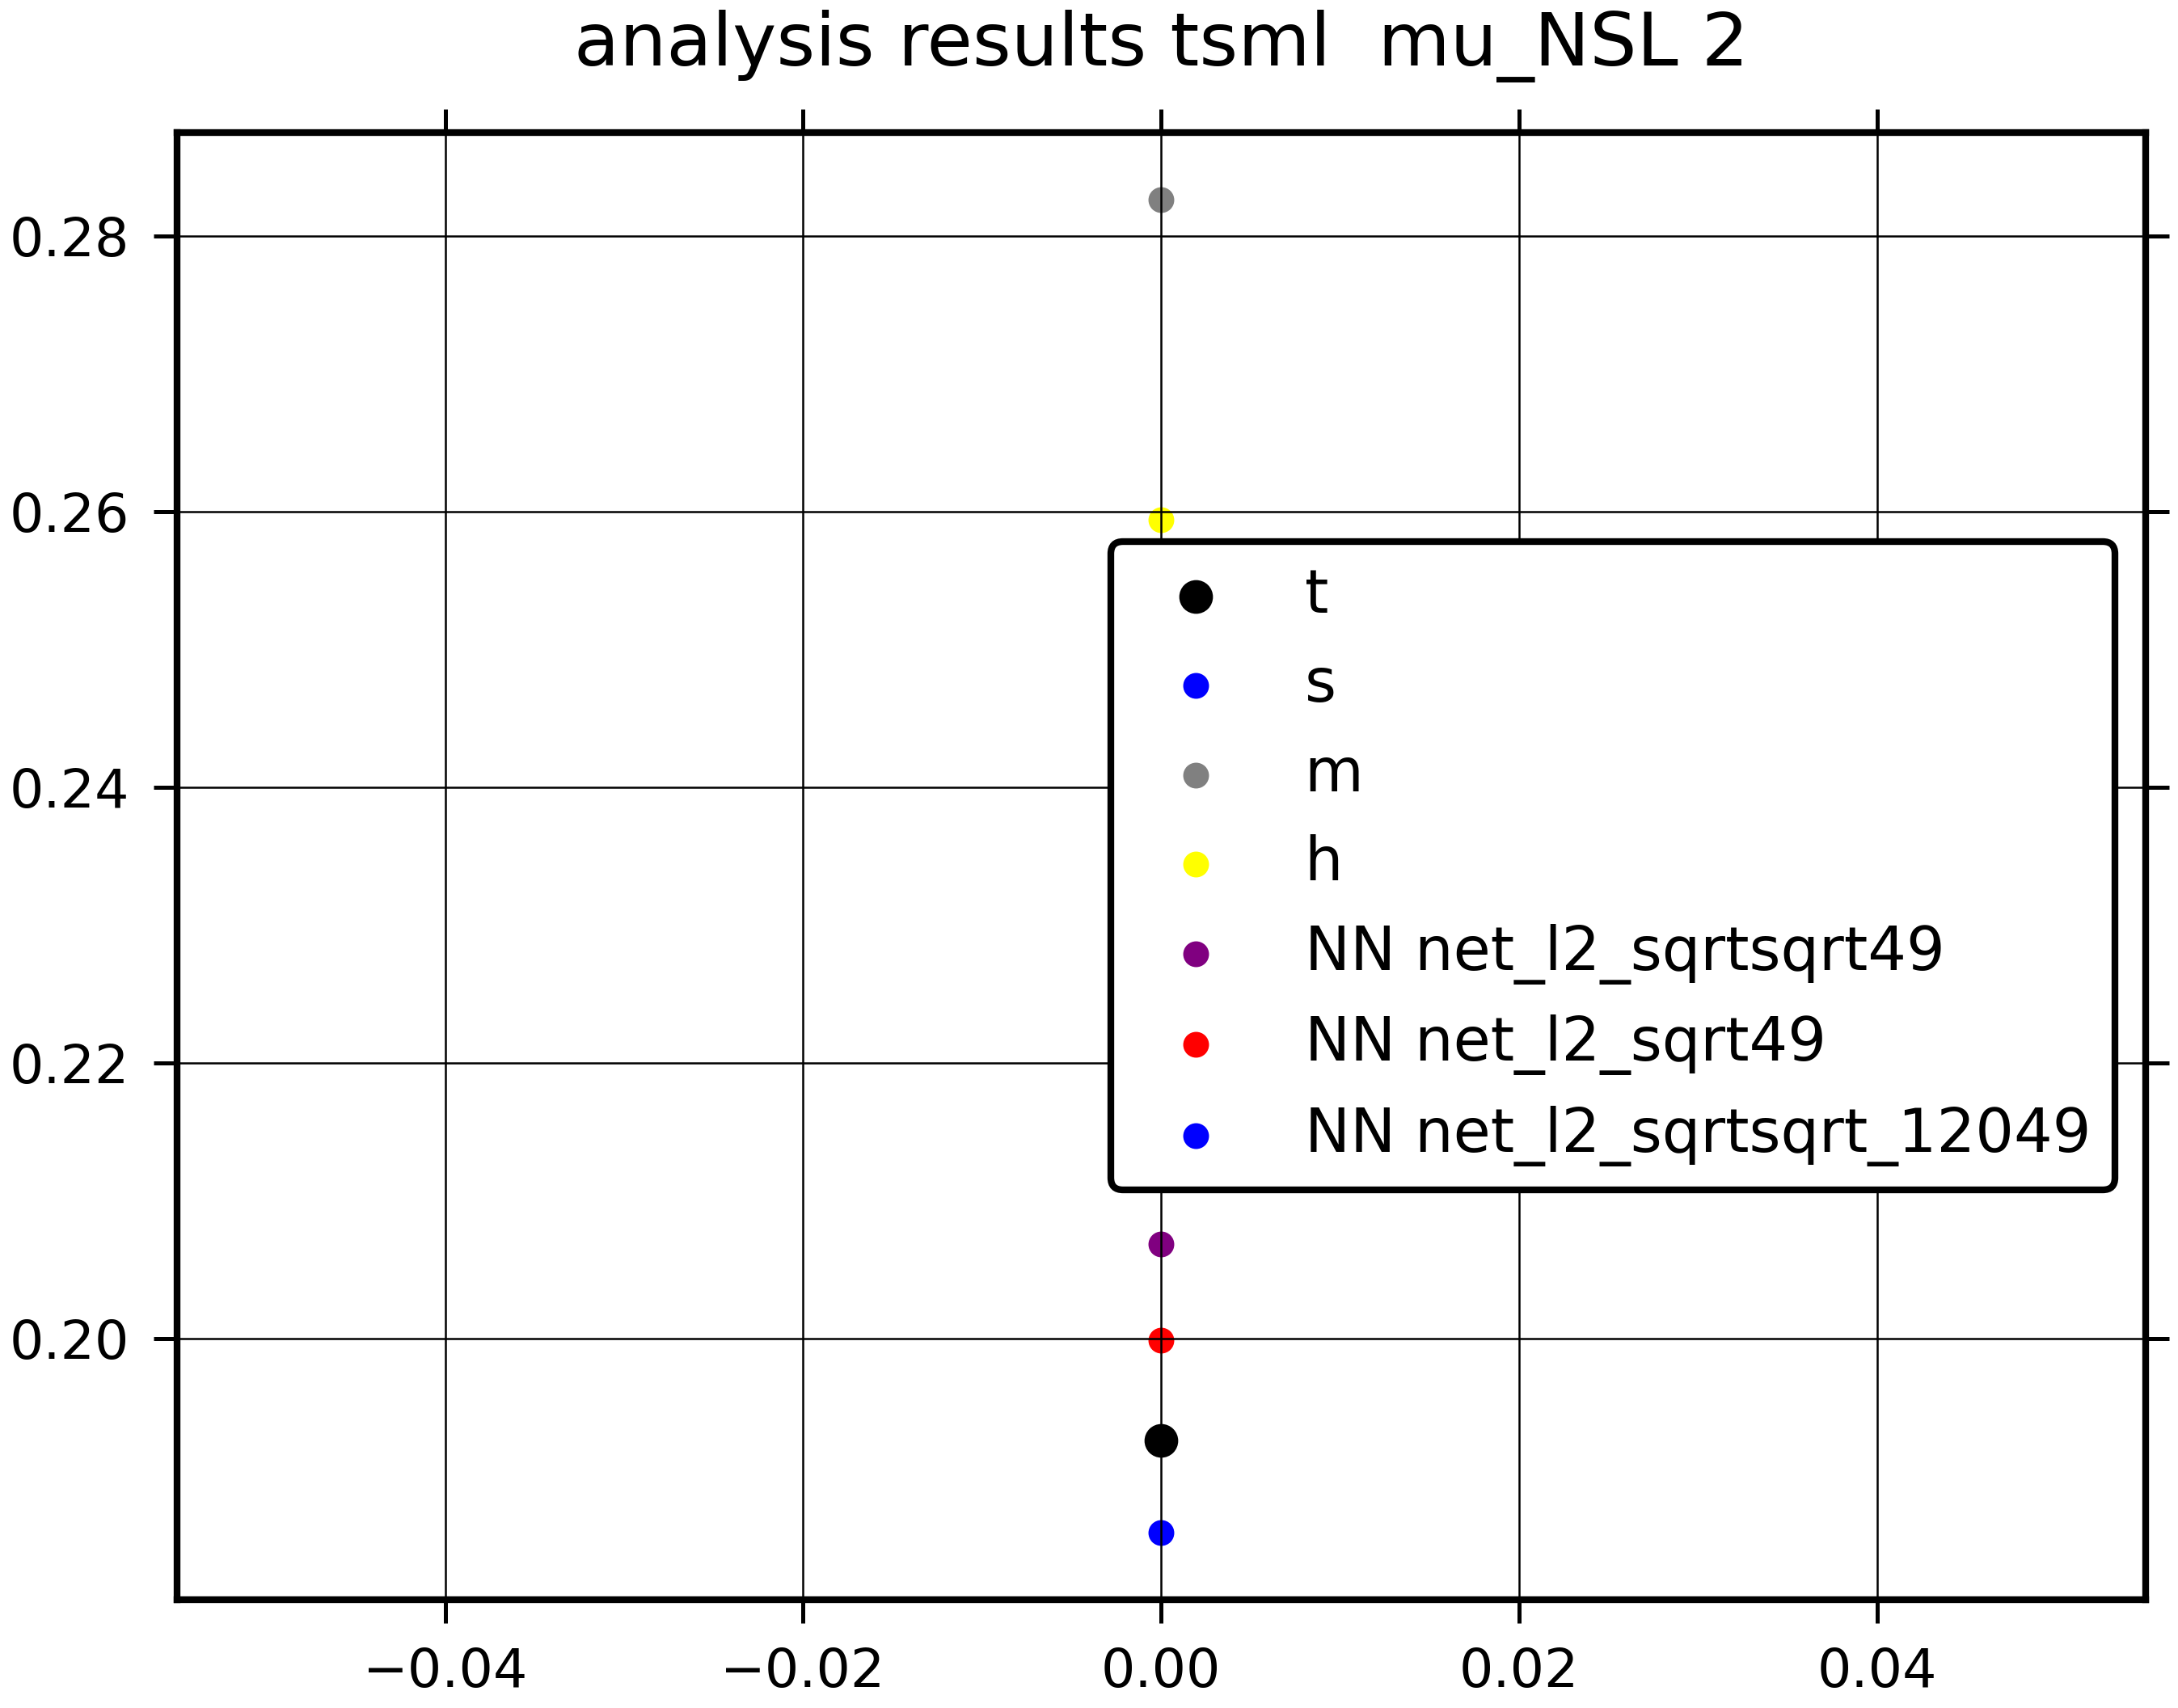 analysis results tsml  mu_NSL 2
0.28
0.26
0.24
0.22
0.20
t
s
m
h
NN net_l2_sqrtsqrt49
NN net_l2_sqrt49
NN net_l2_sqrtsqrt_12049
−0.04
−0.02
0.00
0.02
0.04